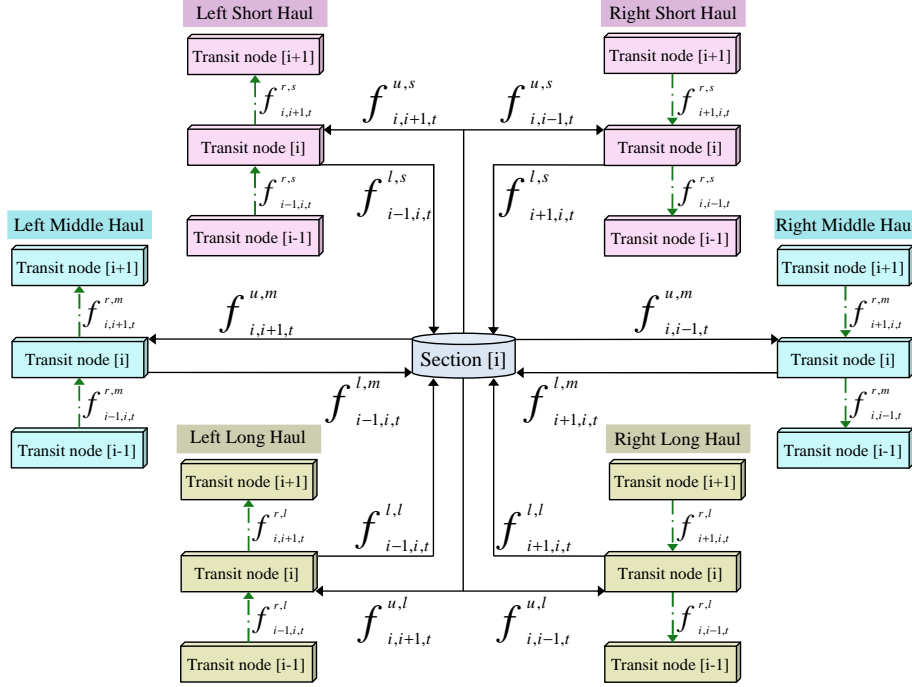 Left Short Haul
Right Short Haul
Transit node [i+1]
f^{r,s}_{i,i+1,t}
Transit node [i]
f^{r,s}_{i-1,i,t}
Transit node [i-1]
f^{u,s}_{i,i+1,t}
f^{u,s}_{i,i-1,t}
f^{l,s}_{i-1,i,t}
f^{l,s}_{i+1,i,t}
Transit node [i+1]
f^{r,s}_{i+1,i,t}
Transit node [i]
f^{r,s}_{i,i-1,t}
Transit node [i-1]
Left Middle Haul
Transit node [i+1]
f^{r,m}_{i,i+1,t}
Transit node [i]
f^{r,m}_{i-1,i,t}
Transit node [i-1]
f^{u,m}_{i,i+1,t}
f^{u,m}_{i,i-1,t}
Section [i]
f^{l,m}_{i-1,i,t}
f^{l,m}_{i+1,i,t}
Right Middle Haul
Transit node [i+1]
f^{r,m}_{i+1,i,t}
Transit node [i]
f^{r,m}_{i,i-1,t}
Transit node [i-1]
Left Long Haul
Transit node [i+1]
f^{r,l}_{i,i+1,t}
Transit node [i]
f^{r,l}_{i-1,i,t}
Transit node [i-1]
f^{l,l}_{i-1,i,t}
f^{l,l}_{i+1,i,t}
f^{u,l}_{i,i+1,t}
f^{u,l}_{i,i-1,t}
Right Long Haul
Transit node [i+1]
f^{r,l}_{i+1,i,t}
Transit node [i]
f^{r,l}_{i,i-1,t}
Transit node [i-1]